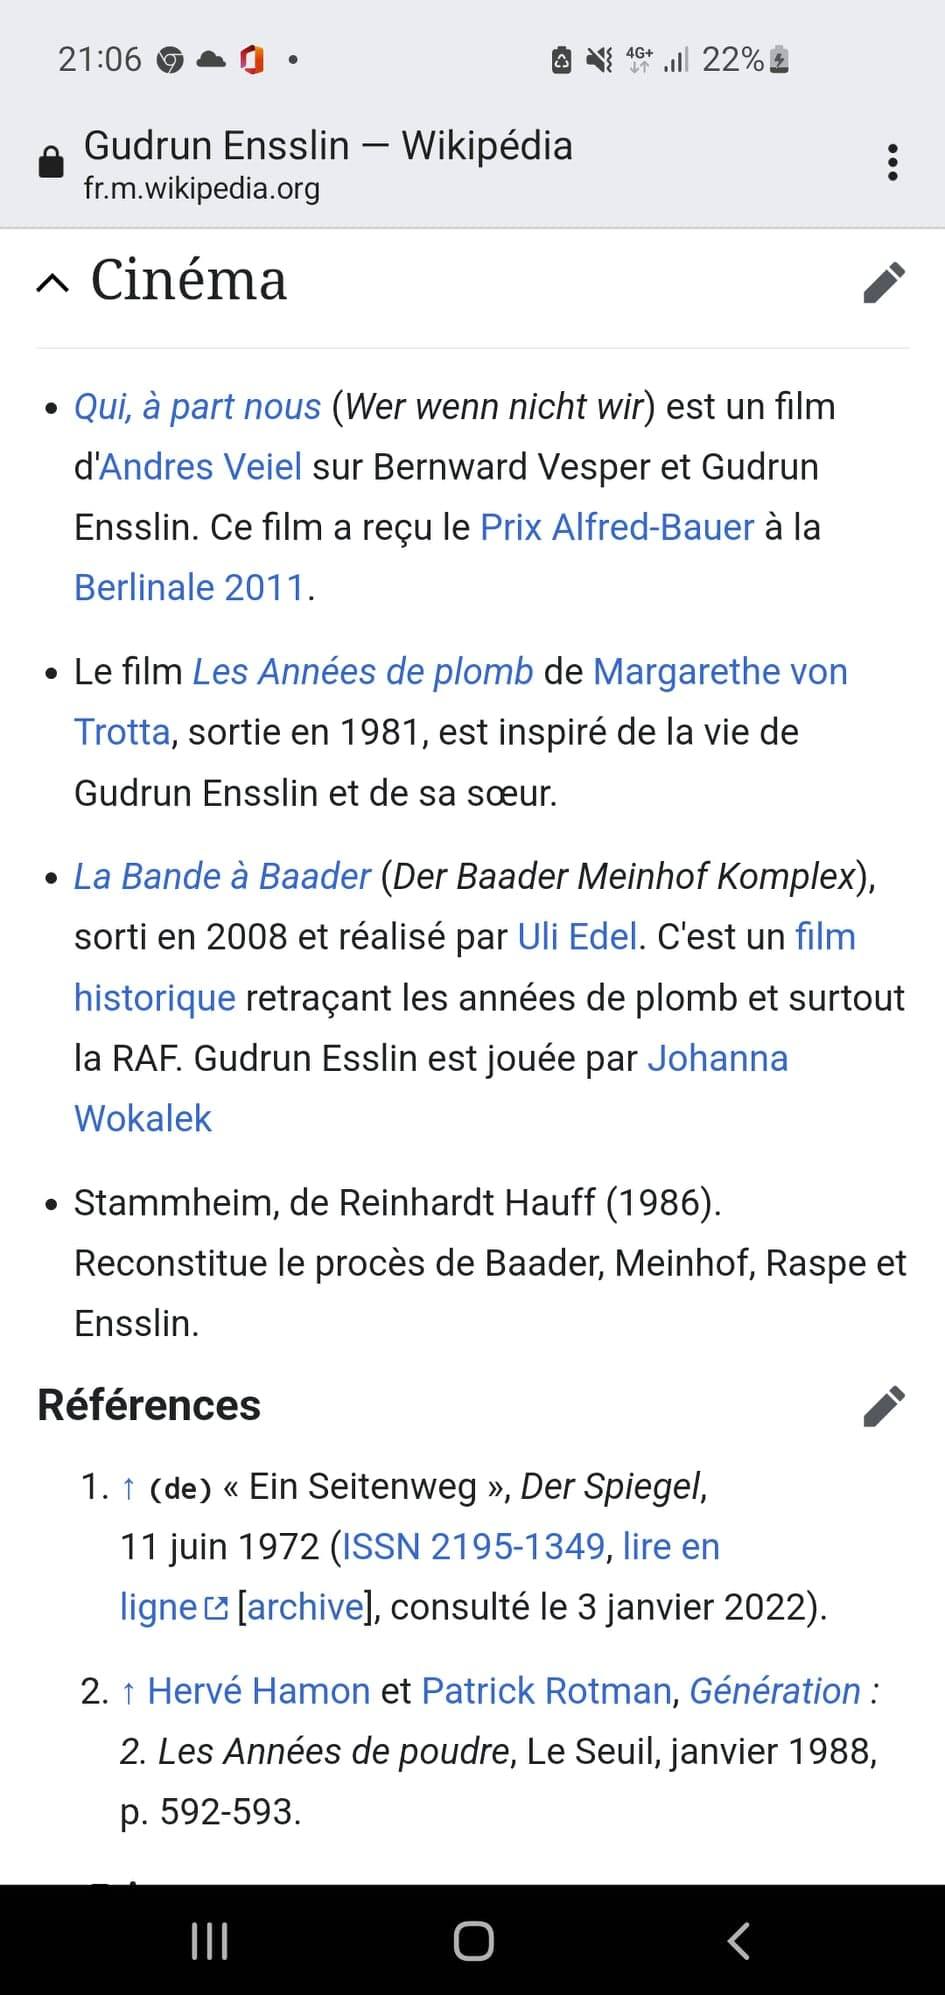 21:06
4G+ 22%
Gudrun Ensslin — Wikipédia
fr.m.wikipedia.org
Cinéma
• Qui, à part nous (Wer wenn nicht wir) est un film
d'Andres Veiel sur Bernward Vesper et Gudrun
Ensslin. Ce film a reçu le Prix Alfred-Bauer à la
Berlinale 2011.
• Le film Les Années de plomb de Margarethe von
Trotta, sortie en 1981, est inspiré de la vie de
Gudrun Ensslin et de sa sœur.
• La Bande à Baader (Der Baader Meinhof Komplex),
sorti en 2008 et réalisé par Uli Edel. C'est un film
historique retraçant les années de plomb et surtout
la RAF. Gudrun Esslin est jouée par Johanna
Wokalek
• Stammheim, de Reinhardt Hauff (1986).
Reconstitue le procès de Baader, Meinhof, Raspe et
Ensslin.
Références
1. ↑ (de) « Ein Seitenweg », Der Spiegel,
11 juin 1972 (ISSN 2195-1349, lire en
ligne [archive], consulté le 3 janvier 2022).
2. ↑ Hervé Hamon et Patrick Rotman, Génération :
2. Les Années de poudre, Le Seuil, janvier 1988,
p. 592-593.